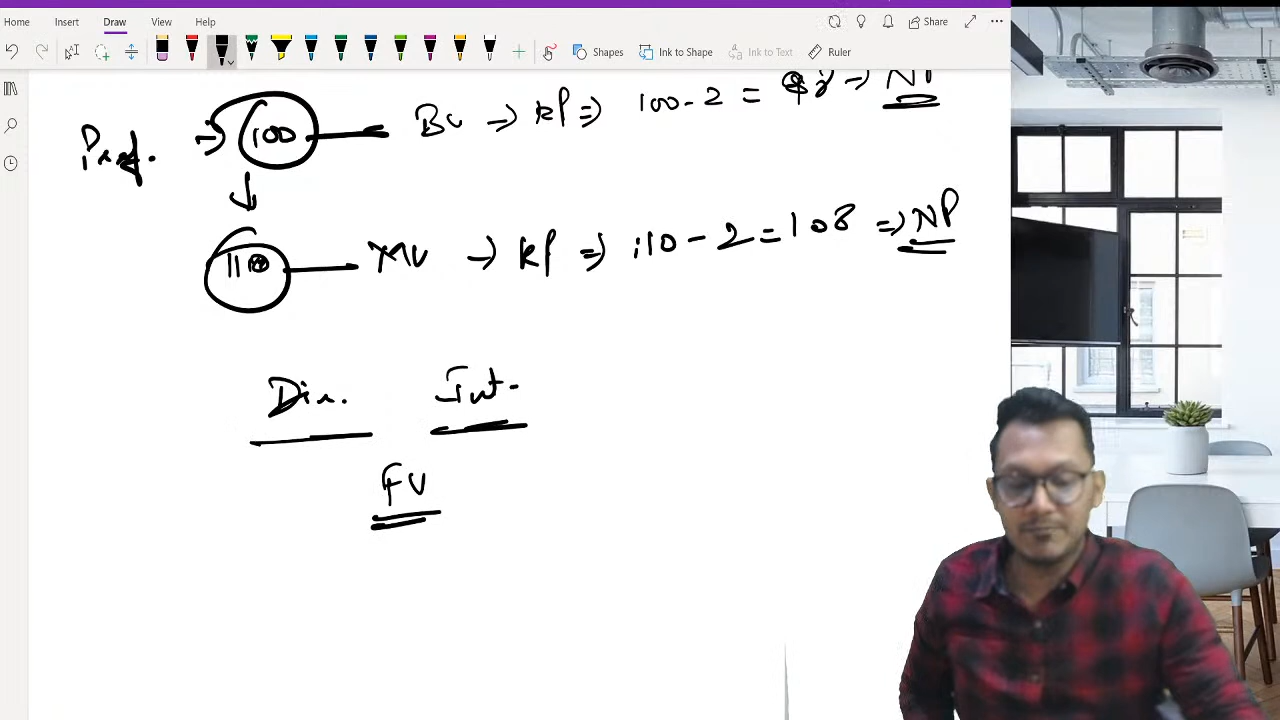 Home Insert Draw View Help Share
Shapes Ink to Shape Ink to Text Ruler
Pref. → 100 — BV → KP ⇒ 100 - 2 = 98 → NP
↓
110 — MV → KP ⇒ 110 - 2 = 108 ⇒ NP
Div. Int.
FV